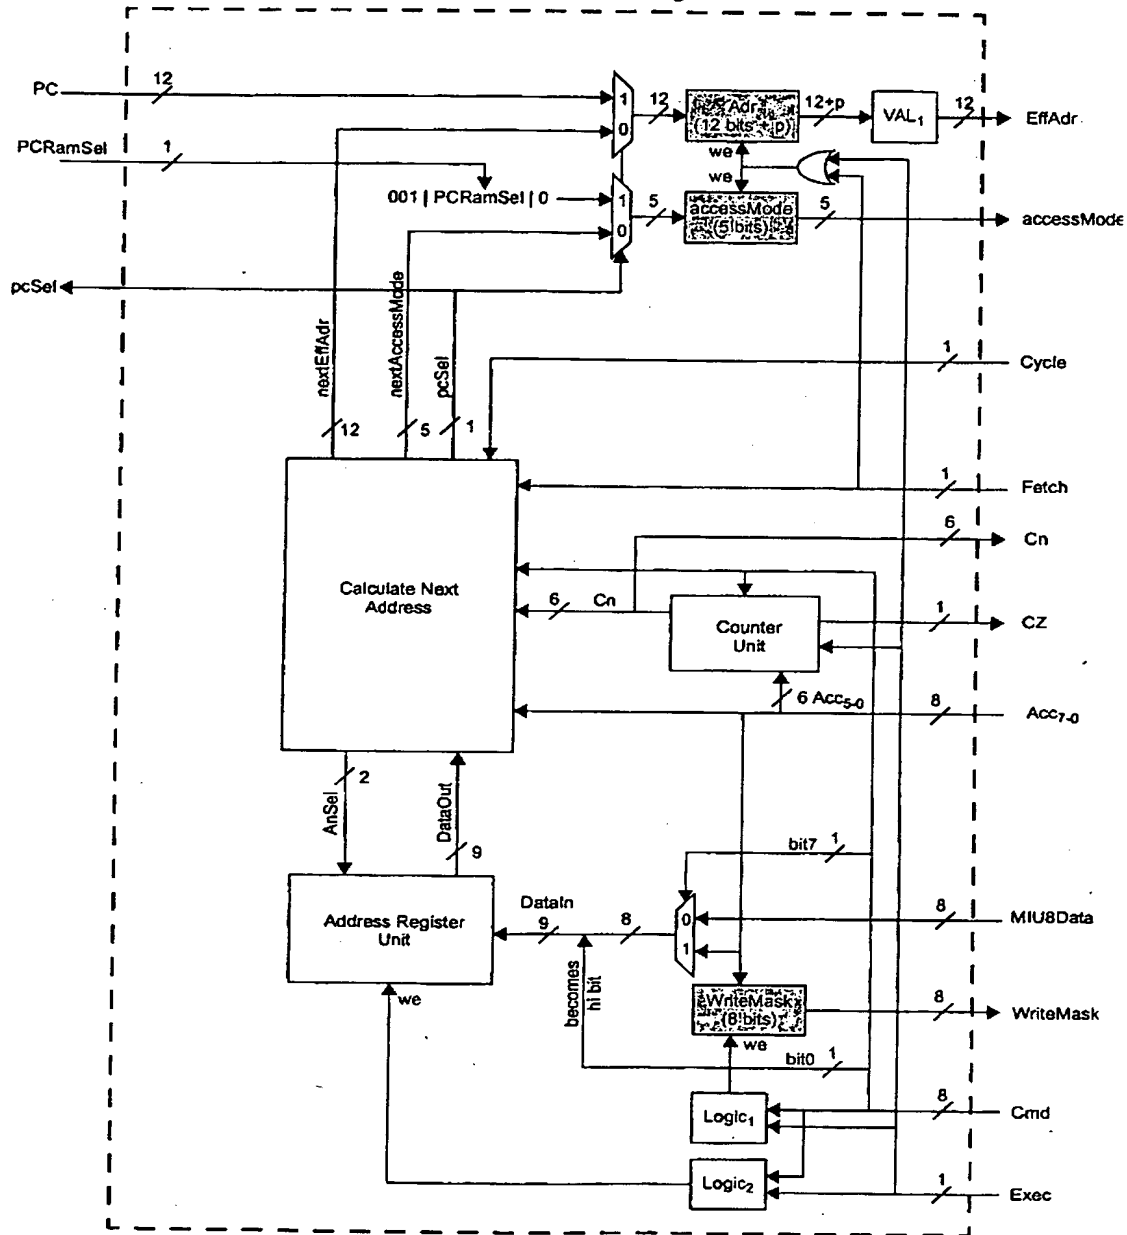 PC
12
1
0
12
Adr
(12 bits + p)
12+p
VAL1
12
EffAdr
PCRamSel
1
we
we
001 | PCRamSel | 0
1
0
5
accessMode
(5 bits)
5
accessMode
pcSel
nextEffAdr
nextAccessMode
pcSel
12
5
1
1
Cycle
1
Fetch
6
Cn
Calculate Next
Address
6
Cn
Counter
Unit
1
CZ
6 Acc5-0
8
Acc7-0
2
AnSel
DataOut
9
bit7
1
Address Register
Unit
DataIn
9
8
0
1
8
MIU8Data
becomes
hi bit
WriteMask
(8 bits)
8
WriteMask
we
we
bit0
1
Logic1
8
Cmd
Logic2
1
Exec